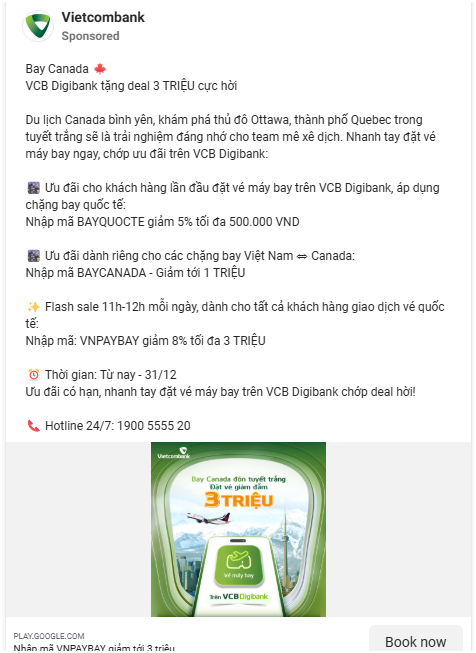 Vietcombank
Sponsored
Bay Canada 🍁
VCB Digibank tặng deal 3 TRIỆU cực hời
Du lịch Canada bình yên, khám phá thủ đô Ottawa, thành phố Quebec trong
tuyết trắng sẽ là trải nghiệm đáng nhớ cho team mê xê dịch. Nhanh tay đặt vé
máy bay ngay, chớp ưu đãi trên VCB Digibank:
🎆 Ưu đãi cho khách hàng lần đầu đặt vé máy bay trên VCB Digibank, áp dụng
chặng bay quốc tế:
Nhập mã BAYQUOCTE giảm 5% tối đa 500.000 VND
🎆 Ưu đãi dành riêng cho các chặng bay Việt Nam ⇔ Canada:
Nhập mã BAYCANADA - Giảm tới 1 TRIỆU
✨ Flash sale 11h-12h mỗi ngày, dành cho tất cả khách hàng giao dịch vé quốc
tế:
Nhập mã: VNPAYBAY giảm 8% tối đa 3 TRIỆU
⏰ Thời gian: Từ nay - 31/12
Ưu đãi có hạn, nhanh tay đặt vé máy bay trên VCB Digibank chớp deal hời!
📞 Hotline 24/7: 1900 5555 20
Vietcombank
Bay Canada đón tuyết trắng
Đặt vé giảm đẫm
3 TRIỆU
Vé máy bay
Trên VCB Digibank
PLAY.GOOGLE.COM
Nhập mã VNPAYBAY giảm tới 3 triệu
Book now